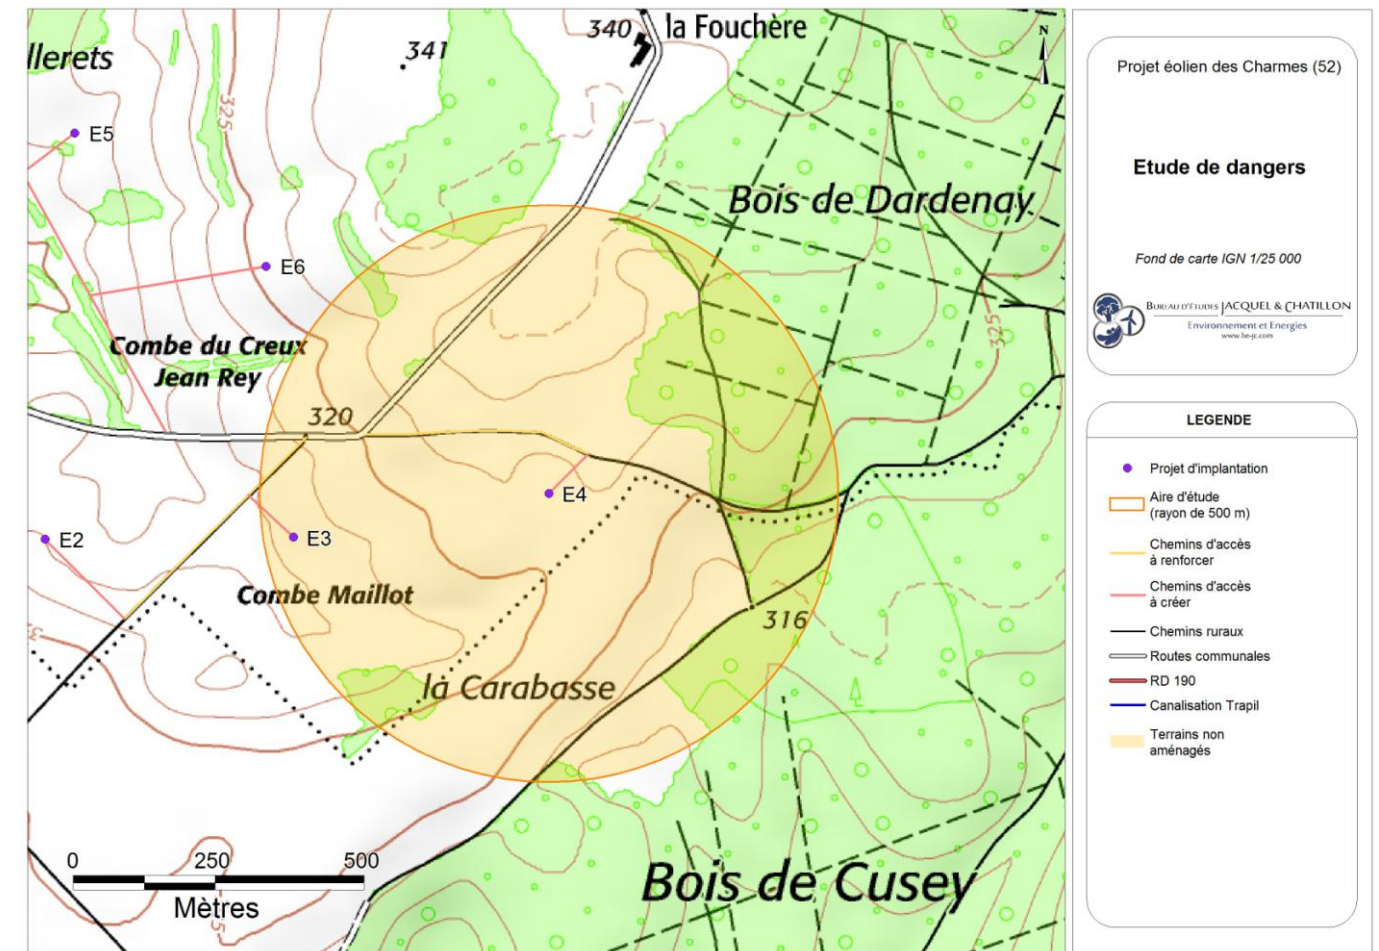 340
la Fouchère
341
llerets
325
E5
Bois de Dardenay
E6
325
Combe du Creux
Jean Rey
320
E4
E2
E3
Combe Maillot
316
la Carabasse
Bois de Cusey
0 250 500
Mètres
N
Projet éolien des Charmes (52)
Etude de dangers
Fond de carte IGN 1/25 000
BUREAU D'ÉTUDES JACQUEL & CHATILLON
Environnement et Energies
www.be-jc.com
LEGENDE
Projet d'implantation
Aire d'étude
(rayon de 500 m)
Chemins d'accès
à renforcer
Chemins d'accès
à créer
Chemins ruraux
Routes communales
RD 190
Canalisation Trapil
Terrains non
aménagés